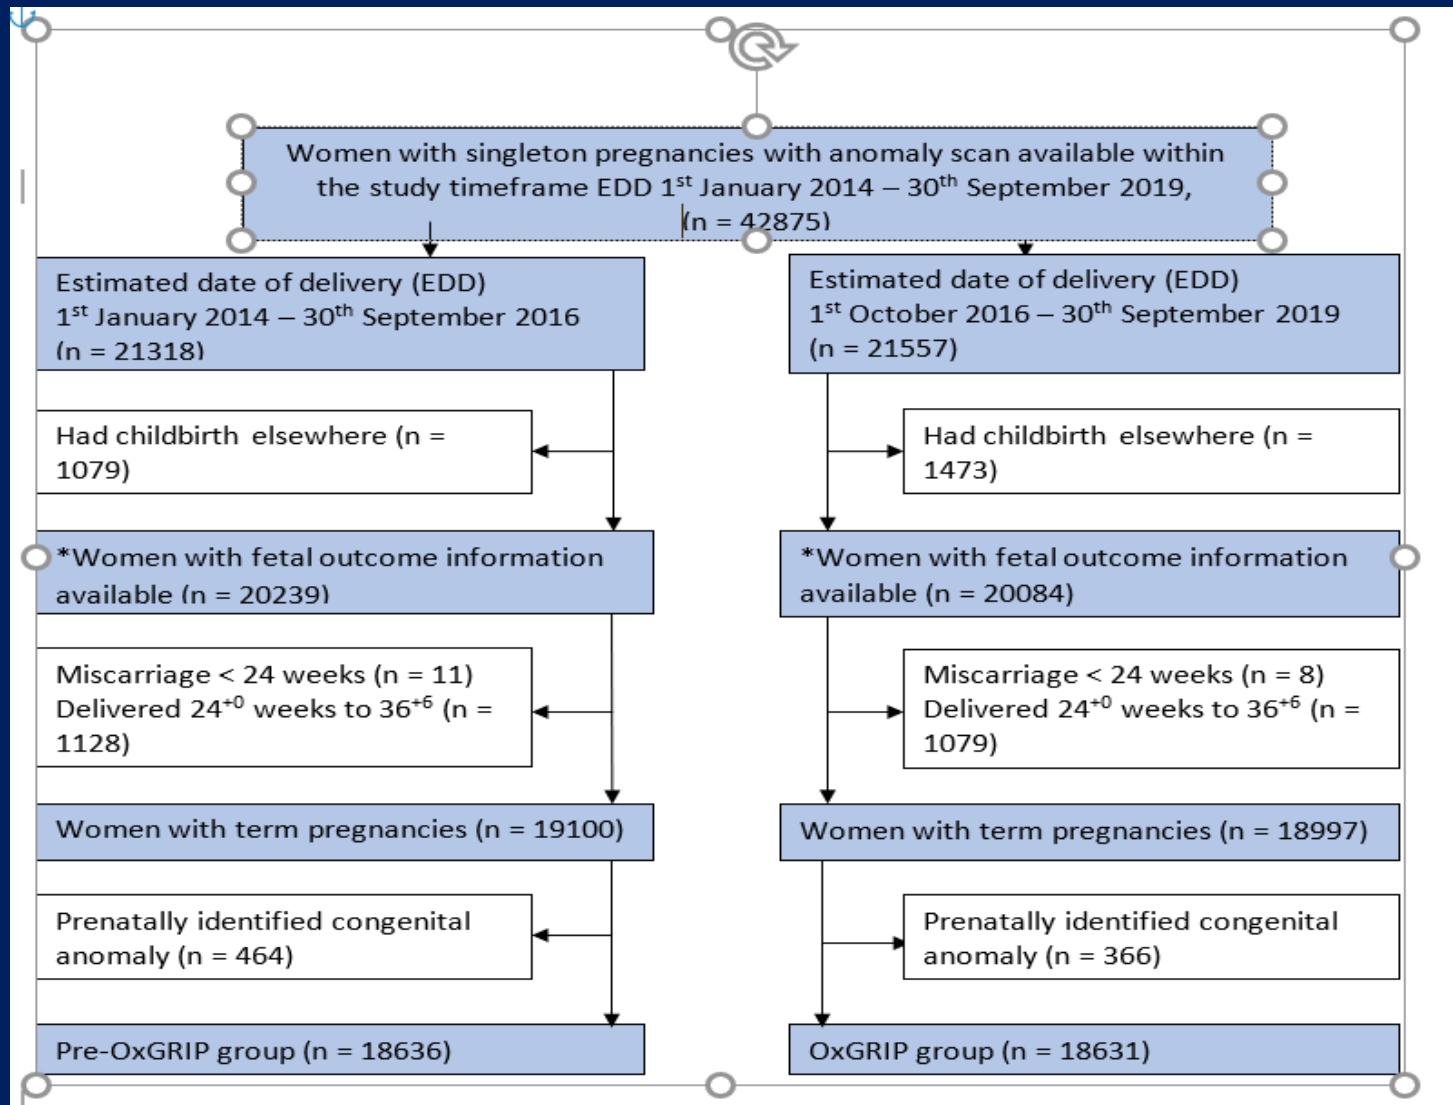 Women with singleton pregnancies with anomaly scan available within
the study timeframe EDD 1st January 2014 – 30th September 2019,
(n = 42875)
Estimated date of delivery (EDD)
1st January 2014 – 30th September 2016
(n = 21318)
Estimated date of delivery (EDD)
1st October 2016 – 30th September 2019
(n = 21557)
Had childbirth elsewhere (n =
1079)
Had childbirth elsewhere (n =
1473)
*Women with fetal outcome information
available (n = 20239)
*Women with fetal outcome information
available (n = 20084)
Miscarriage < 24 weeks (n = 11)
Delivered 24+0 weeks to 36+6 (n =
1128)
Miscarriage < 24 weeks (n = 8)
Delivered 24+0 weeks to 36+6 (n =
1079)
Women with term pregnancies (n = 19100)
Women with term pregnancies (n = 18997)
Prenatally identified congenital
anomaly (n = 464)
Prenatally identified congenital
anomaly (n = 366)
Pre-OxGRIP group (n = 18636)
OxGRIP group (n = 18631)